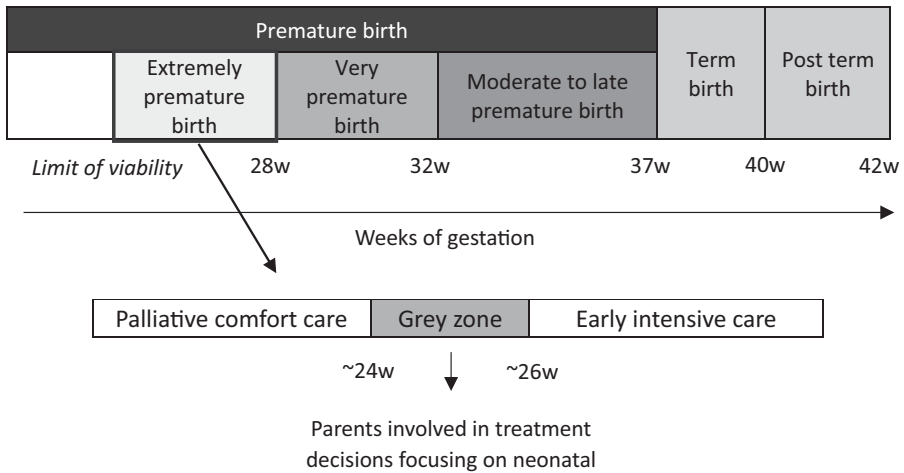 Premature birth
Extremely
premature
birth
Very
premature
birth
Moderate to late
premature birth
Term
birth
Post term
birth
Limit of viability
28w
32w
37w
40w
42w
Weeks of gestation
Palliative comfort care
Grey zone
Early intensive care
~24w
~26w
Parents involved in treatment
decisions focusing on neonatal